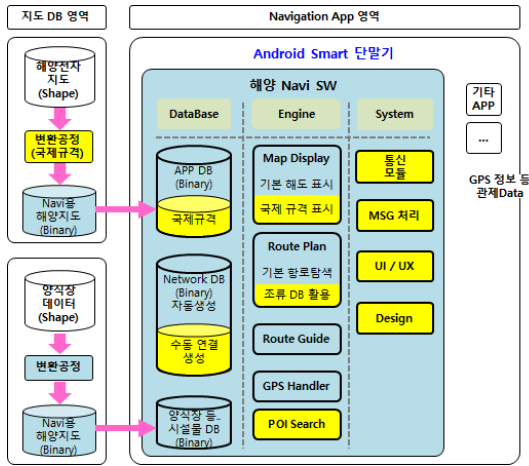 지도 DB 영역
Navigation App 영역
해양전자
지도
(Shape)
변환공정
(국제규격)
Navi용
해양지도
(Binary)
양식장
데이터
(Shape)
변환공정
Navi용
해양지도
(Binary)
Android Smart 단말기
해양 Navi SW
DataBase
Engine
System
APP DB
(Binary)
국제규격
Network DB
(Binary)
자동생성
수동 연결
생성
양식장 등
시설물 DB
(Binary)
Map Display
기본 해도 표시
국제 규격 표시
Route Plan
기본 항로탐색
조류 DB 활용
Route Guide
GPS Handler
POI Search
통신
모듈
MSG 처리
UI / UX
Design
기타
APP
...
GPS 정보 등
관제Data